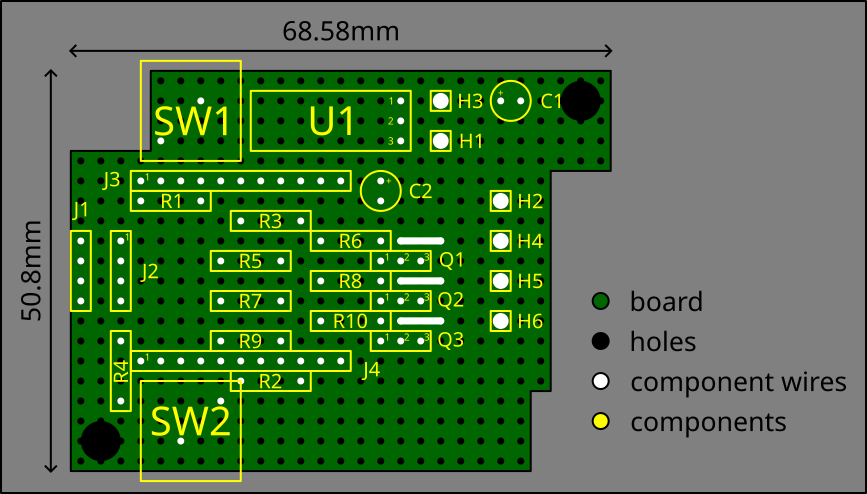 68.58mm
50.8mm
SW1
U1
1
2
3
H3
H1
+
C1
J3
1
R1
+
C2
H2
J1
R3
1
J2
R6
H4
R5
1 2 3
Q1
R8
H5
R7
1 2 3
Q2
R10
H6
R9
1 2 3
Q3
R4
1
J4
R2
SW2
board
holes
component wires
components